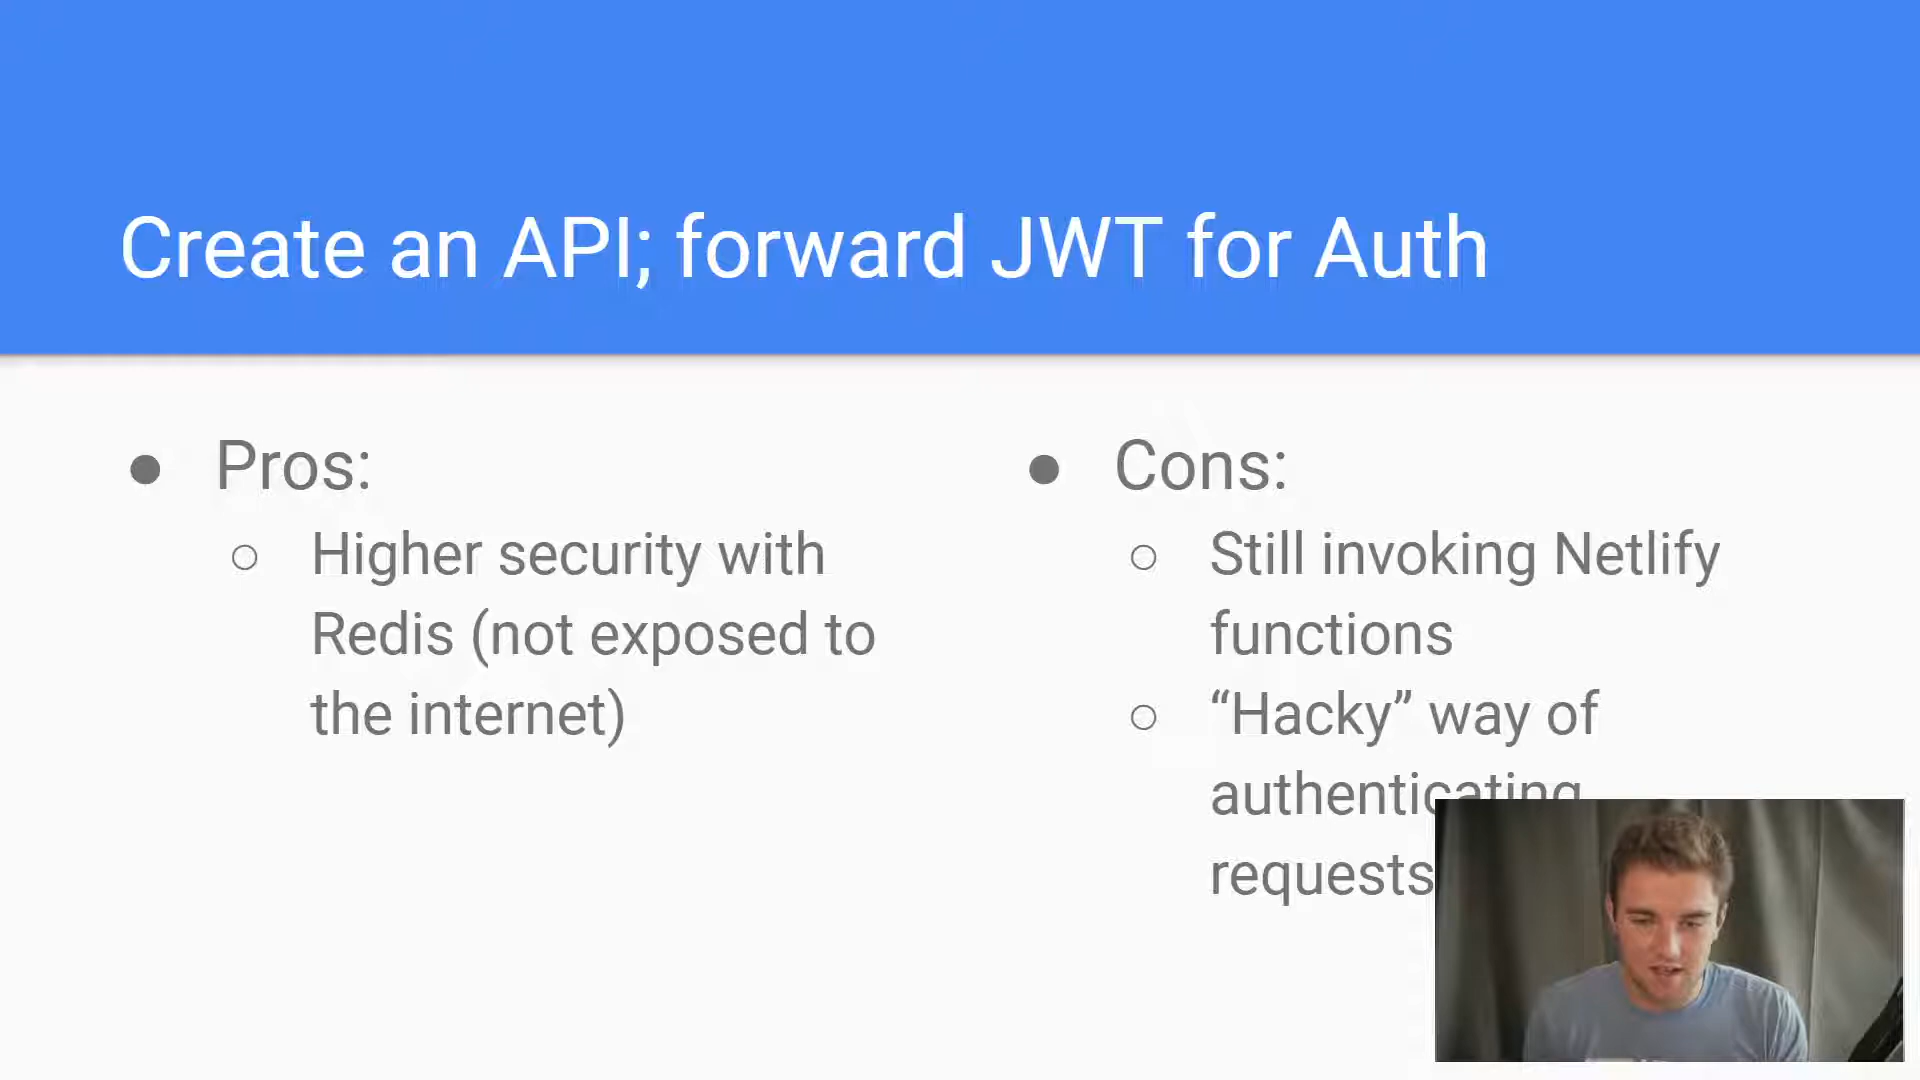 Create an API; forward JWT for Auth
Pros:
Higher security with
Redis (not exposed to
the internet)
Cons:
Still invoking Netlify
functions
“Hacky” way of
authenticating
requests